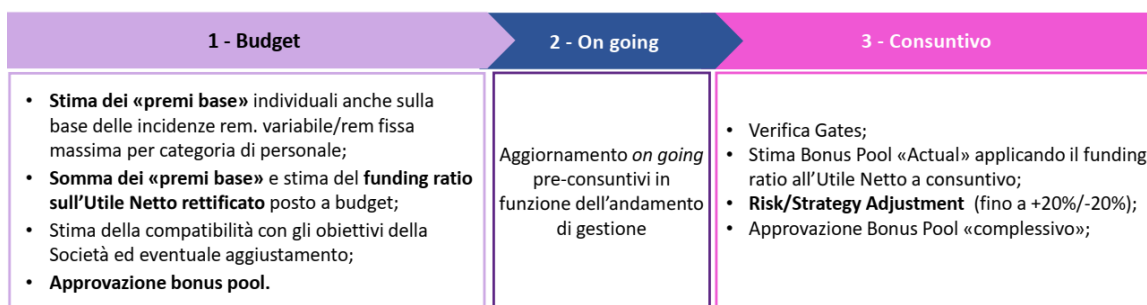 1 - Budget
2 - On going
3 - Consuntivo
• Stima dei «premi base» individuali anche sulla
base delle incidenze rem. variabile/rem fissa
massima per categoria di personale;
• Somma dei «premi base» e stima del funding ratio
sull’Utile Netto rettificato posto a budget;
• Stima della compatibilità con gli obiettivi della
Società ed eventuale aggiustamento;
• Approvazione bonus pool.
Aggiornamento on going
pre-consuntivi in
funzione dell’andamento
di gestione
• Verifica Gates;
• Stima Bonus Pool «Actual» applicando il funding
ratio all’Utile Netto a consuntivo;
• Risk/Strategy Adjustment (fino a +20%/-20%);
• Approvazione Bonus Pool «complessivo»;